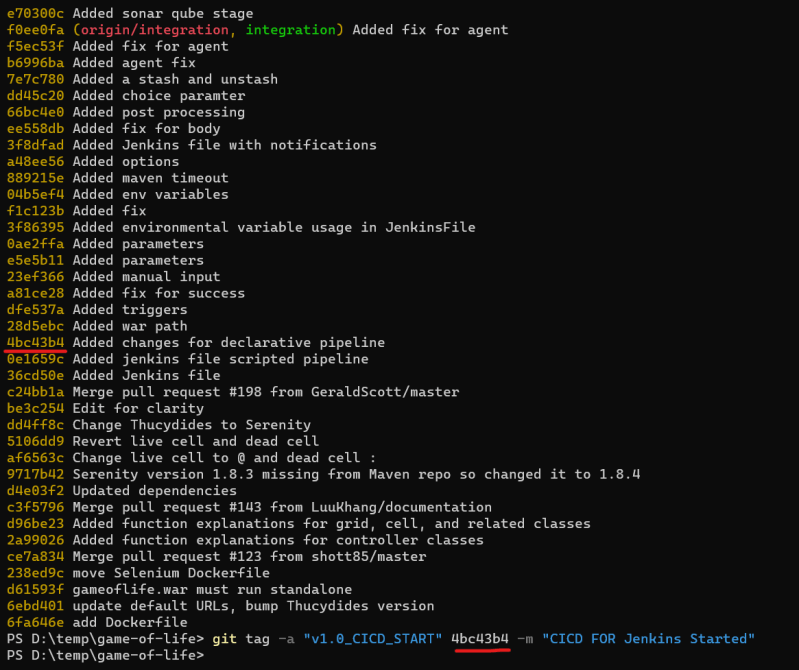 e70300c Added sonar qube stage
f0ee0fa (origin/integration, integration) Added fix for agent
f5ec53f Added fix for agent
b6996ba Added agent fix
7e7c780 Added a stash and unstash
dd45c20 Added choice paramter
66bc4e0 Added post processing
ee558db Added fix for body
3f8dfad Added Jenkins file with notifications
a48ee56 Added options
889215e Added maven timeout
04b5ef4 Added env variables
f1c123b Added fix
3f86395 Added environmental variable usage in JenkinsFile
0ae2ffa Added parameters
e5e5b11 Added parameters
23ef366 Added manual input
a81ce28 Added fix for success
dfe537a Added triggers
28d5ebc Added war path
4bc43b4 Added changes for declarative pipeline
0e1659c Added jenkins file scripted pipeline
36cd50e Added Jenkins file
c24bb1a Merge pull request #198 from GeraldScott/master
be3c254 Edit for clarity
dd4ff8c Change Thucydides to Serenity
5106dd9 Revert live cell and dead cell
af6563c Change live cell to @ and dead cell :
9717b42 Serenity version 1.8.3 missing from Maven repo so changed it to 1.8.4
d4e03f2 Updated dependencies
c3f5796 Merge pull request #143 from LuuKhang/documentation
d96be23 Added function explanations for grid, cell, and related classes
2a99026 Added function explanations for controller classes
ce7a834 Merge pull request #123 from shott85/master
238ed9c move Selenium Dockerfile
d61593f gameoflife.war must run standalone
6ebd401 update default URLs, bump Thucydides version
6fa646e add Dockerfile
PS D:\temp\game-of-life> git tag -a "v1.0_CICD_START" 4bc43b4 -m "CICD FOR Jenkins Started"
PS D:\temp\game-of-life>